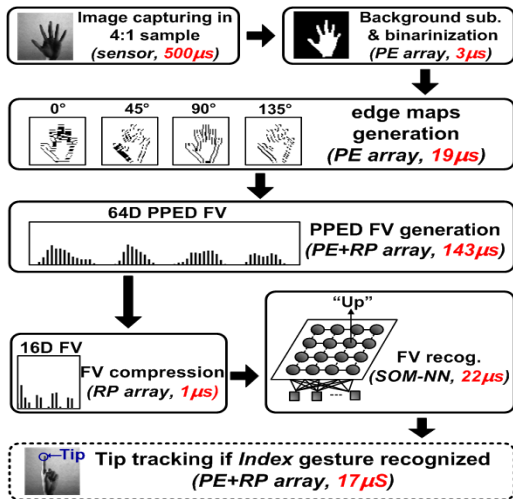 Image capturing in
4:1 sample
(sensor, 500µs)
Background sub.
& binarinization
(PE array, 3µs)
0° 45° 90° 135°
edge maps
generation
(PE array, 19µs)
64D PPED FV
PPED FV generation
(PE+RP array, 143µs)
16D FV
FV compression
(RP array, 1µs)
“Up”
FV recog.
(SOM-NN, 22µs)
Tip
Tip tracking if Index gesture recognized
(PE+RP array, 17µS)